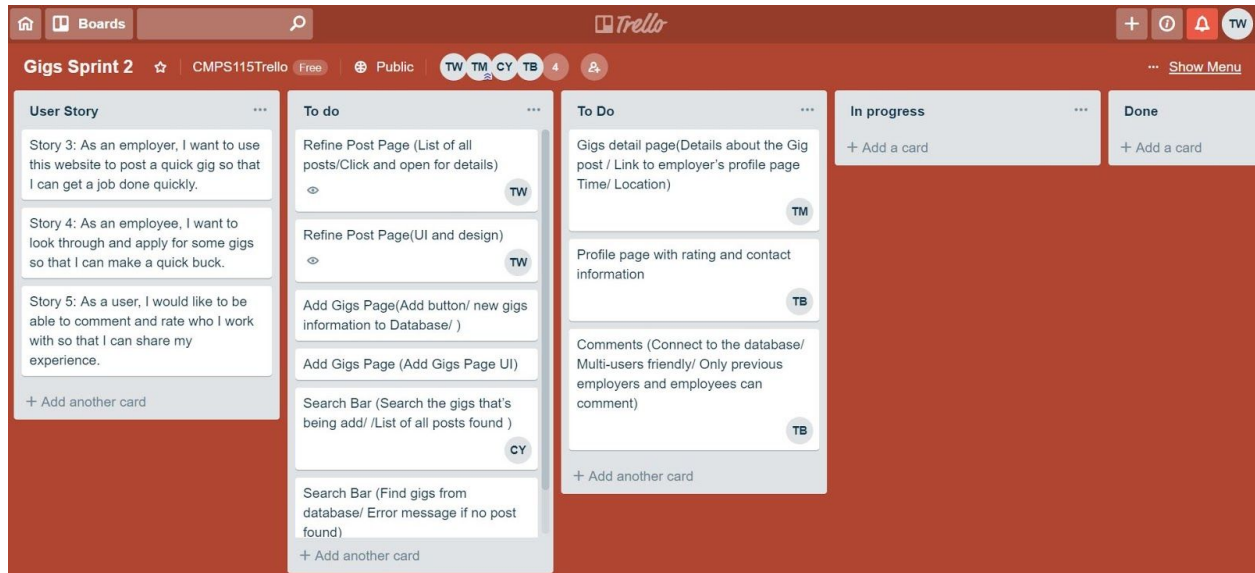 Boards
Trello
TW
Gigs Sprint 2
CMPS115Trello Free
Public
TW TM CY TB 4
... Show Menu
User Story
Story 3: As an employer, I want to use
this website to post a quick gig so that
I can get a job done quickly.
Story 4: As an employee, I want to
look through and apply for some gigs
so that I can make a quick buck.
Story 5: As a user, I would like to be
able to comment and rate who I work
with so that I can share my
experience.
+ Add another card
To do
Refine Post Page (List of all
posts/Click and open for details)
TW
Refine Post Page(UI and design)
TW
Add Gigs Page(Add button/ new gigs
information to Database/ )
Add Gigs Page (Add Gigs Page UI)
Search Bar (Search the gigs that's
being add/ /List of all posts found )
CY
Search Bar (Find gigs from
database/ Error message if no post
found)
+ Add another card
To Do
Gigs detail page(Details about the Gig
post / Link to employer's profile page
Time/ Location)
TM
Profile page with rating and contact
information
TB
Comments (Connect to the database/
Multi-users friendly/ Only previous
employers and employees can
comment)
TB
+ Add another card
In progress
+ Add a card
Done
+ Add a card